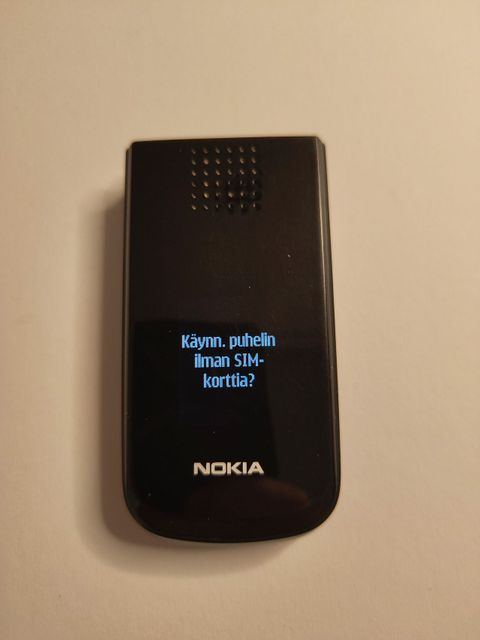 Käynn. puhelin
ilman SIM-
korttia?
NOKIA